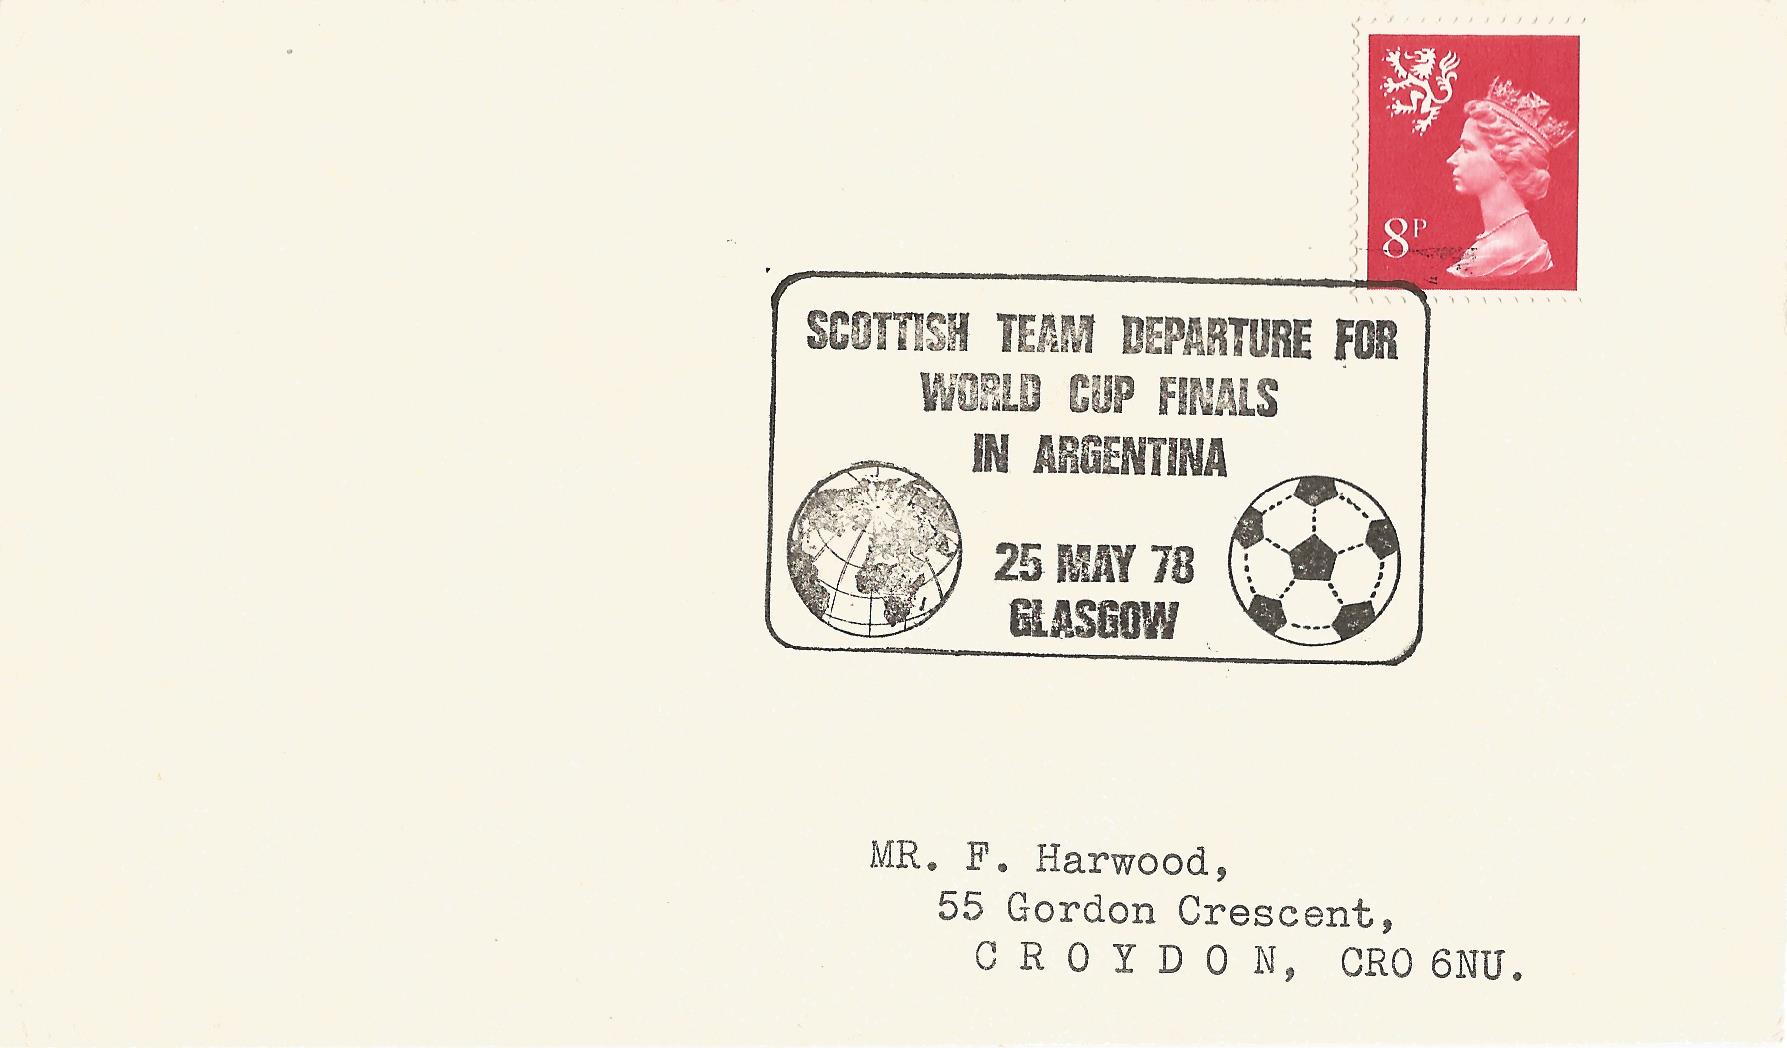 8P
SCOTTISH TEAM DEPARTURE FOR
WORLD CUP FINALS
IN ARGENTINA
25 MAY 78
GLASGOW
MR. F. Harwood,
55 Gordon Crescent,
C R O Y D O N, CRO 6NU.